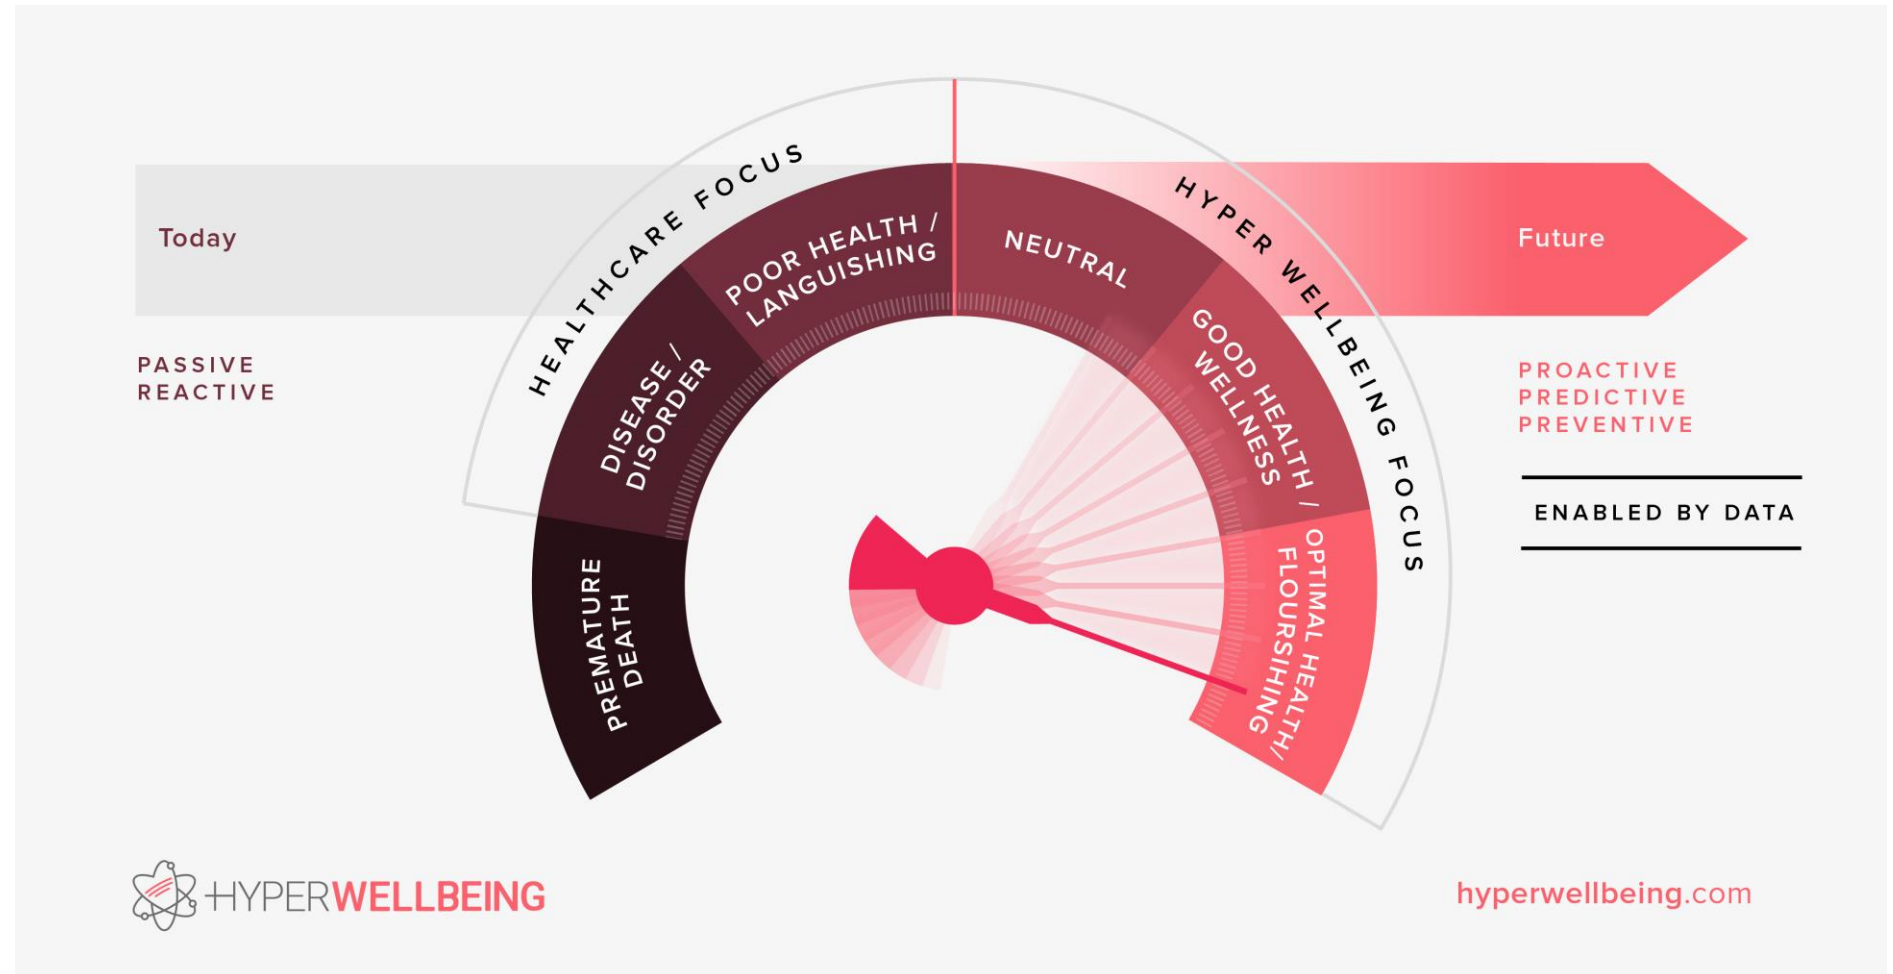 HEALTHCARE FOCUS
HYPER WELLBEING FOCUS
Today
Future
PASSIVE
REACTIVE
PREMATURE
DEATH
DISEASE /
DISORDER
POOR HEALTH /
LANGUISHING
NEUTRAL
GOOD HEALTH /
WELLNESS
OPTIMAL HEALTH/
FLOURSIHING
PROACTIVE
PREDICTIVE
PREVENTIVE
ENABLED BY DATA
HYPERWELLBEING
hyperwellbeing.com